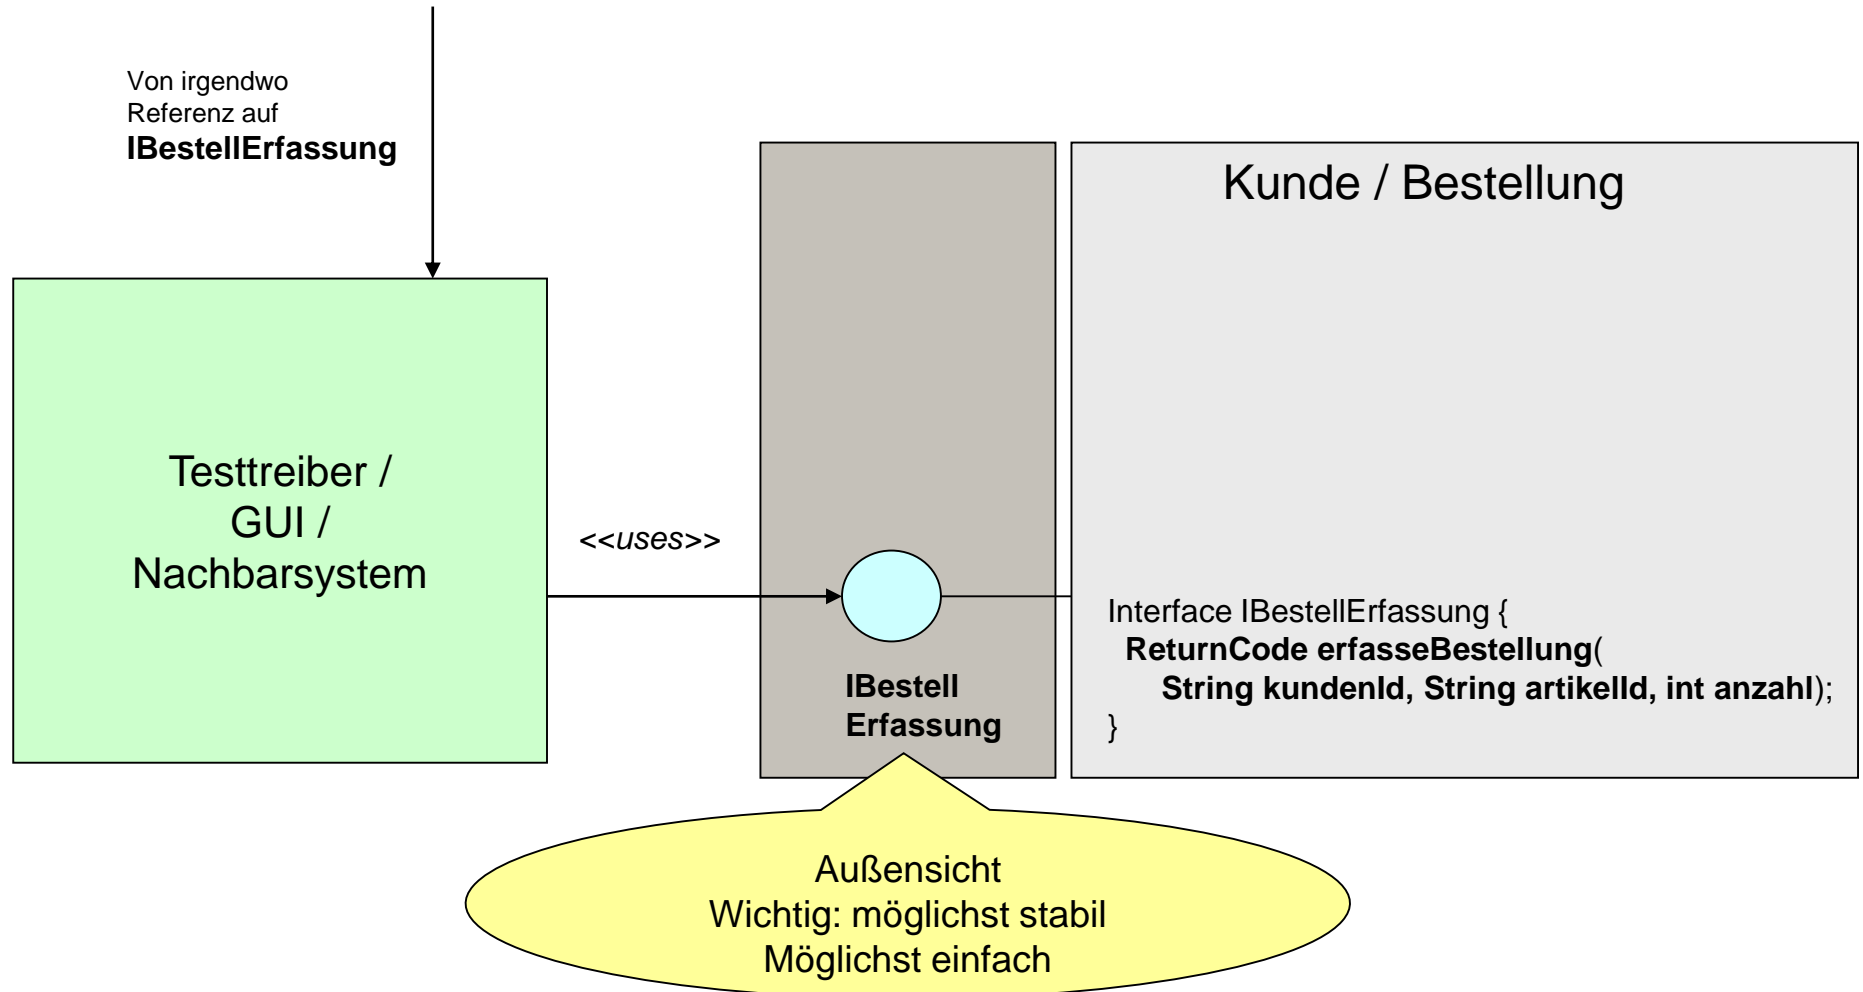 Von irgendwo
Referenz auf
IBestellErfassung
Kunde / Bestellung
Testtreiber /
GUI /
Nachbarsystem
<<uses>>
IBestell
Erfassung
Interface IBestellErfassung {
ReturnCode erfasseBestellung(
String kundenId, String artikelId, int anzahl);
}
Außensicht
Wichtig: möglichst stabil
Möglichst einfach